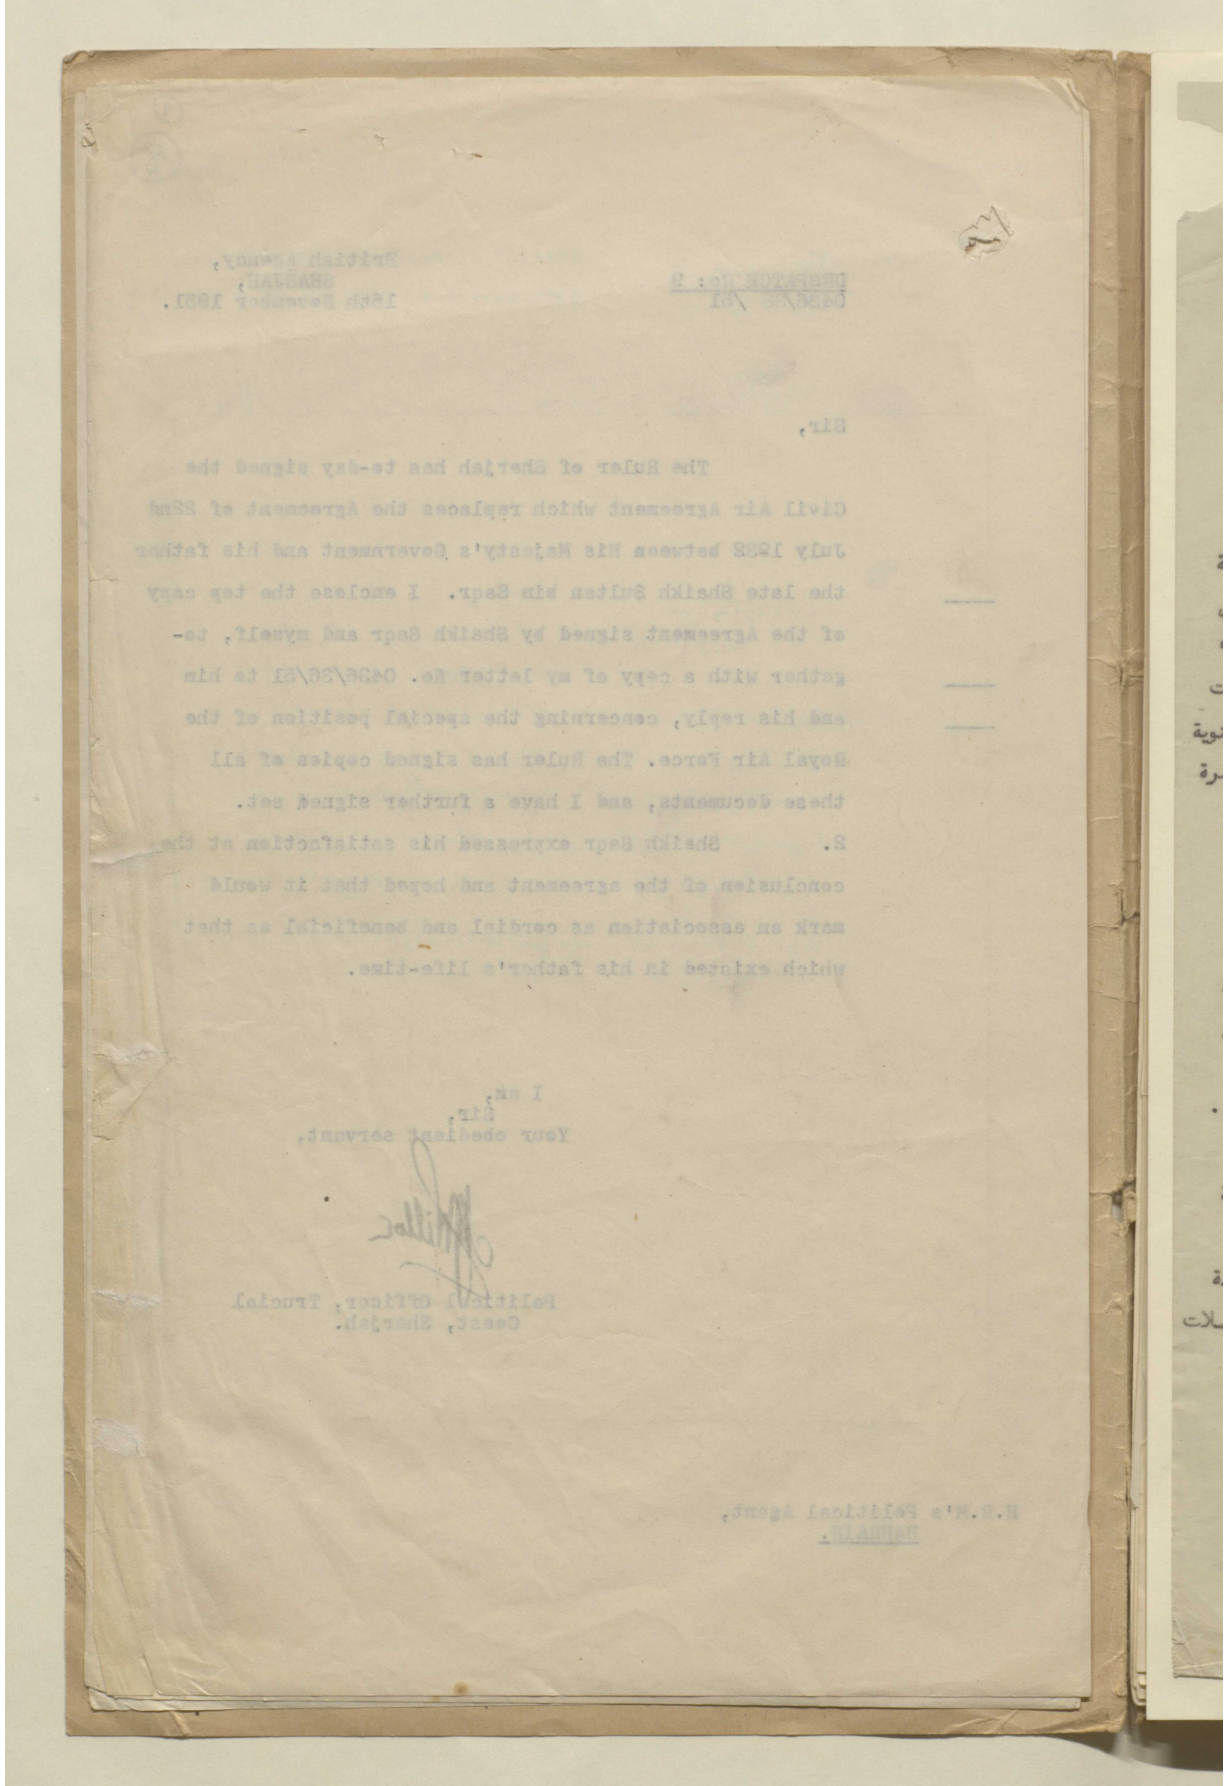 British Agency,
SHARJAH,
DESPATCH No: 9
0436/38 /51
15th November 1951.
Sir,
The Ruler of Sharjah has to-day signed the
Civil Air Agreement which replaces the Agreement of 22nd
July 1932 between His Majesty's Government and his father
the late Shaikh Sultan bin Saqr. I enclose the top copy
of the Agreement signed by Shaikh Saqr and myself, to-
gether with a copy of my letter No. 0436/36/51 to him
and his reply, concerning the special position of the
Royal Air Force. The Ruler has signed copies of all
these documents, and I have a further signed set.
2. Shaikh Saqr expressed his satisfaction at the
conclusion of the agreement and hoped that it would
mark an association as cordial and beneficial as that
which existed in his father's life-time.
I am,
Sir,
Your obedient servant,
Political Officer, Trucial
Coast, Sharjah.
H.B.M's Political Agent,
BAHRAIN.